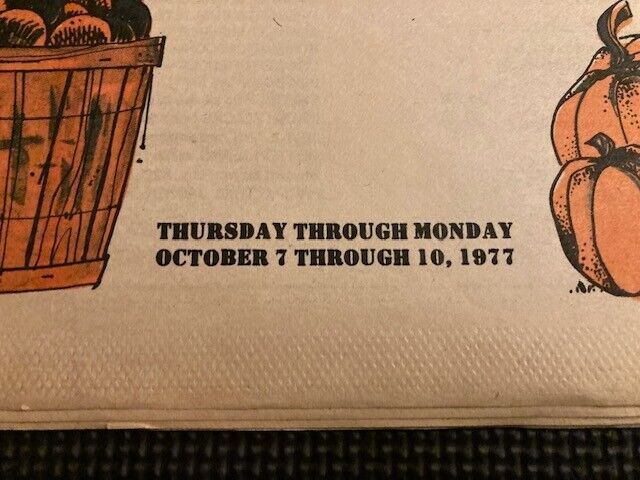 THURSDAY THROUGH MONDAY
OCTOBER 7 THROUGH 10, 1977